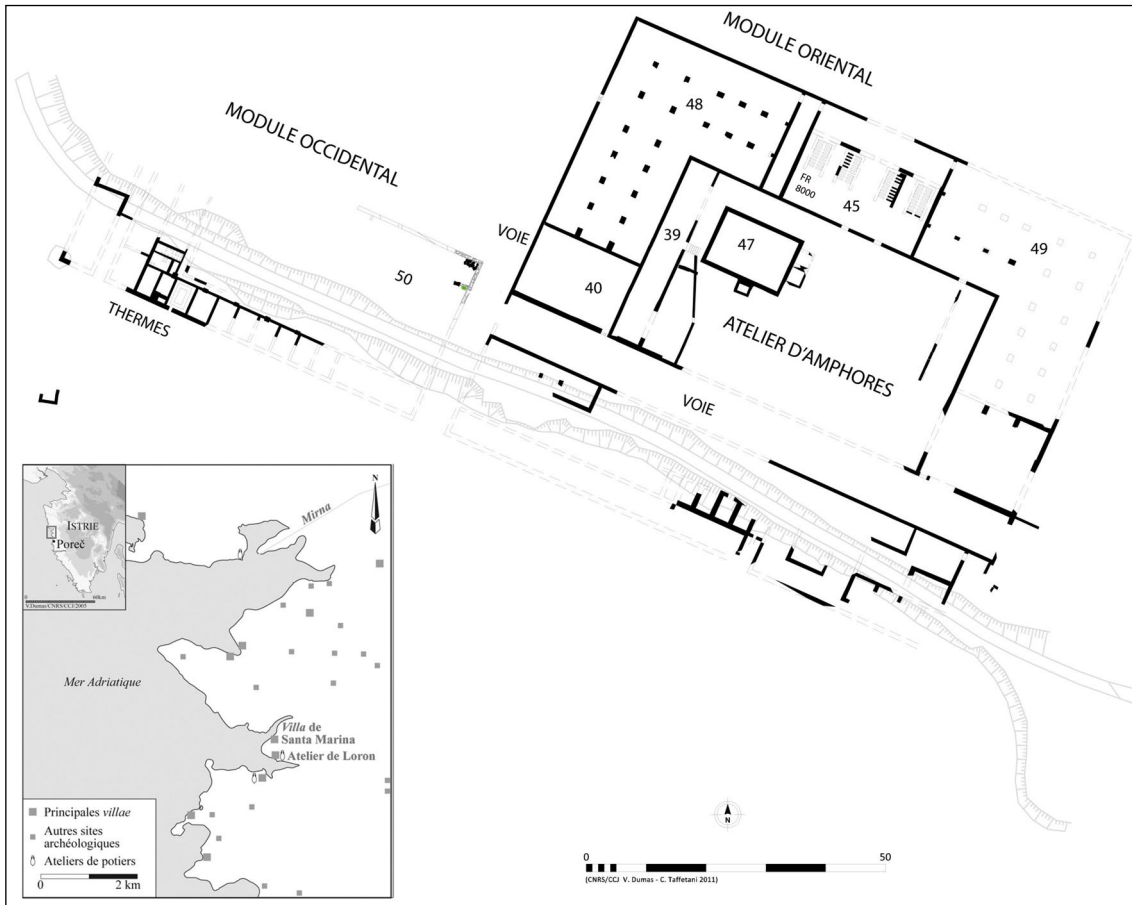 MODULE ORIENTAL
MODULE OCCIDENTAL
48
FR
8000
45
49
39
47
VOIE
40
50
ATELIER D'AMPHORES
THERMES
VOIE
N
ISTRIE
Poreč
0 60km
V.Dumas/CNRS/CCJ/2005
N
Mirna
Mer Adriatique
Villa de
Santa Marina
Atelier de Loron
Principales villae
Autres sites
archéologiques
Ateliers de potiers
0 2 km
0 50
(CNRS/CCJ V. Dumas - C. Taffetani 2011)